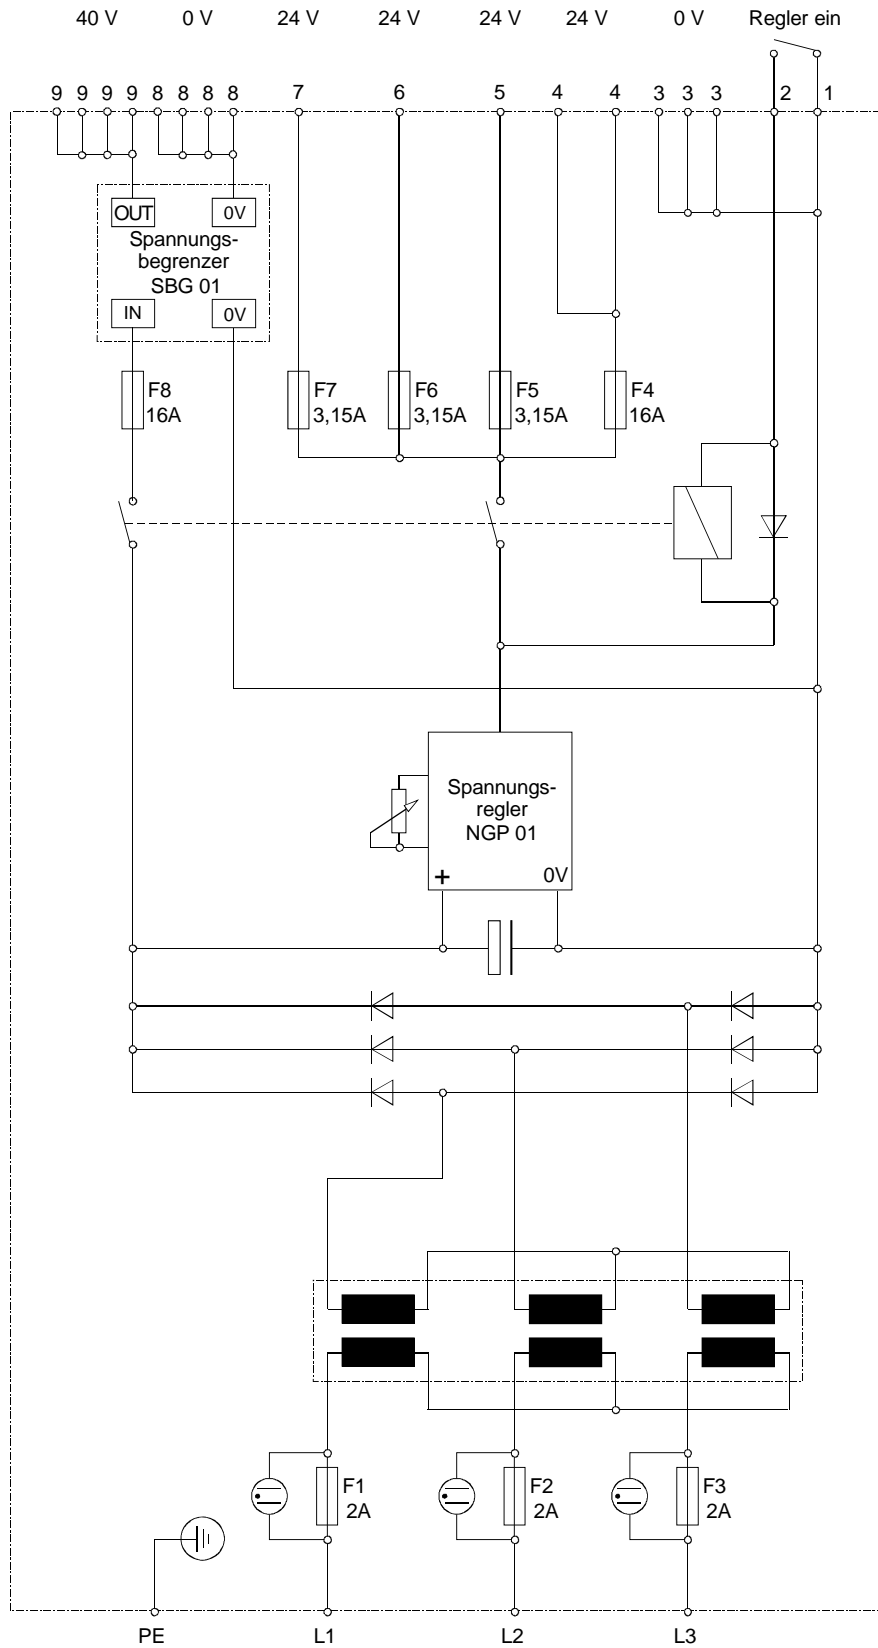 40 V 0 V 24 V 24 V 24 V 24 V 0 V Regler ein
9 9 9 9 8 8 8 8 7 6 5 4 4 3 3 3 2 1
OUT 0V
Spannungs-
begrenzer
SBG 01
IN 0V
F8 F7 F6 F5 F4
16A 3,15A 3,15A 3,15A 16A
Spannungs-
regler
NGP 01
+ 0V
F1 F2 F3
2A 2A 2A
PE L1 L2 L3